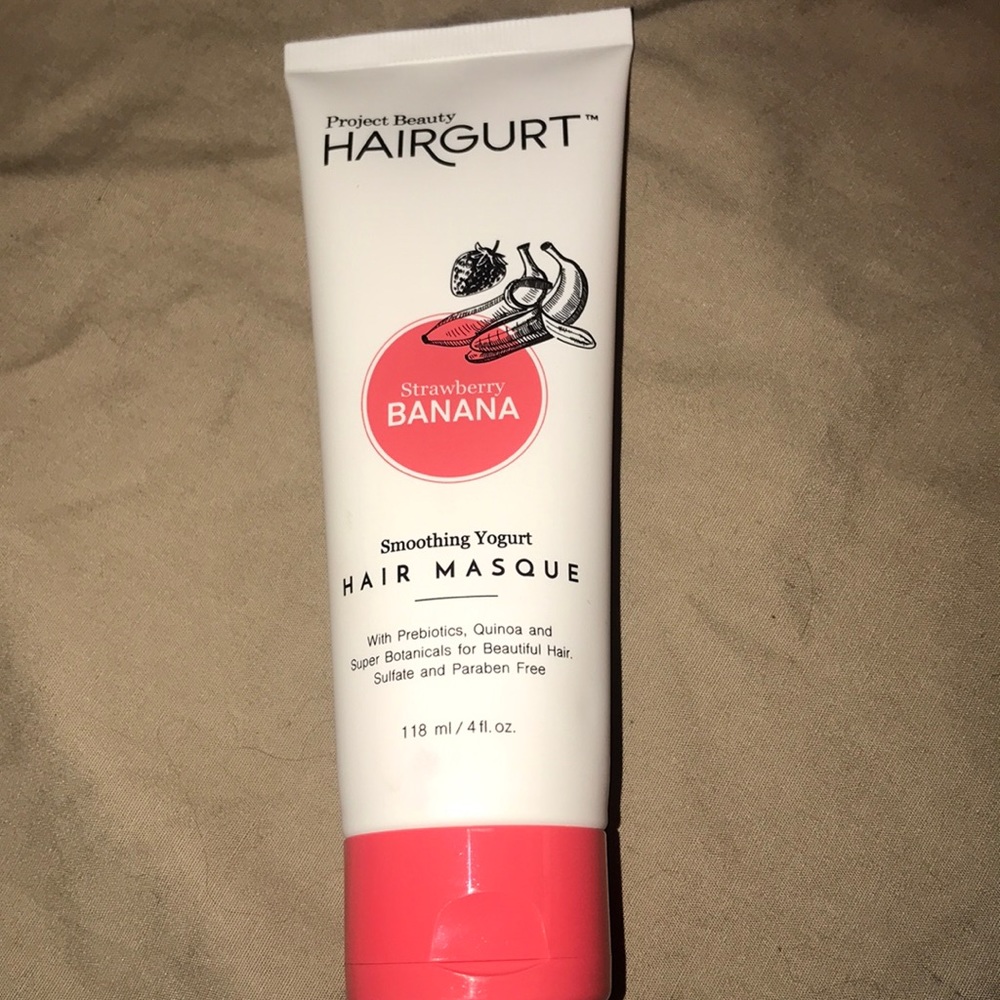 Project Beauty
HAIRGURT™
Strawberry
BANANA
Smoothing Yogurt
HAIR MASQUE
With Prebiotics, Quinoa and
Super Botanicals for Beautiful Hair.
Sulfate and Paraben Free
118 ml / 4 fl. oz.